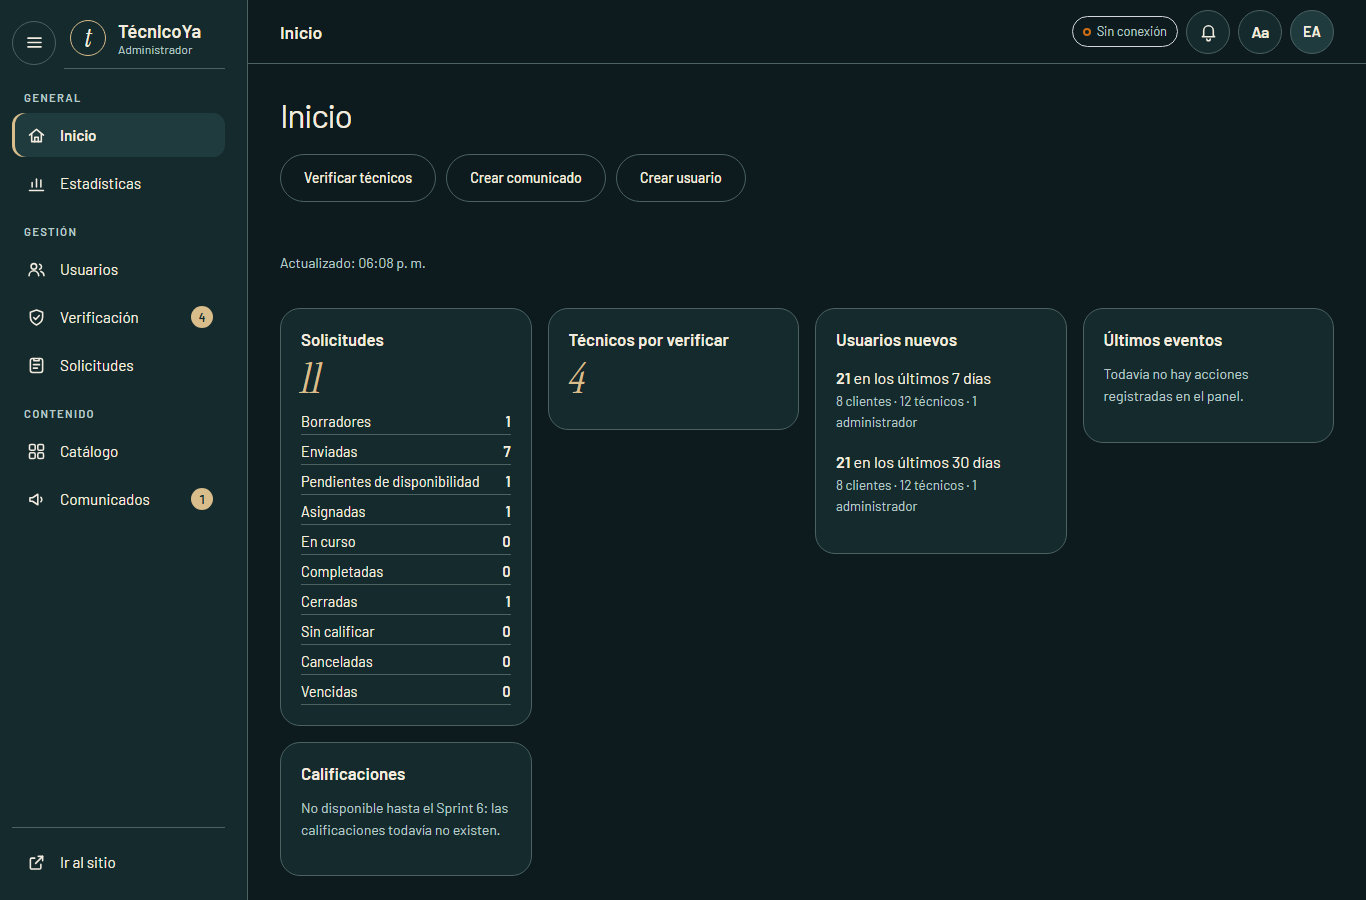 t
TécnicoYa
Administrador
GENERAL
Inicio
Estadísticas
GESTIÓN
Usuarios
Verificación 4
Solicitudes
CONTENIDO
Catálogo
Comunicados 1
Ir al sitio
Inicio
Sin conexión
Aa
EA
Inicio
Verificar técnicos
Crear comunicado
Crear usuario
Actualizado: 06:08 p. m.
Solicitudes
11
Borradores 1
Enviadas 7
Pendientes de disponibilidad 1
Asignadas 1
En curso 0
Completadas 0
Cerradas 1
Sin calificar 0
Canceladas 0
Vencidas 0
Técnicos por verificar
4
Usuarios nuevos
21 en los últimos 7 días
8 clientes · 12 técnicos · 1
administrador
21 en los últimos 30 días
8 clientes · 12 técnicos · 1
administrador
Últimos eventos
Todavía no hay acciones
registradas en el panel.
Calificaciones
No disponible hasta el Sprint 6: las
calificaciones todavía no existen.